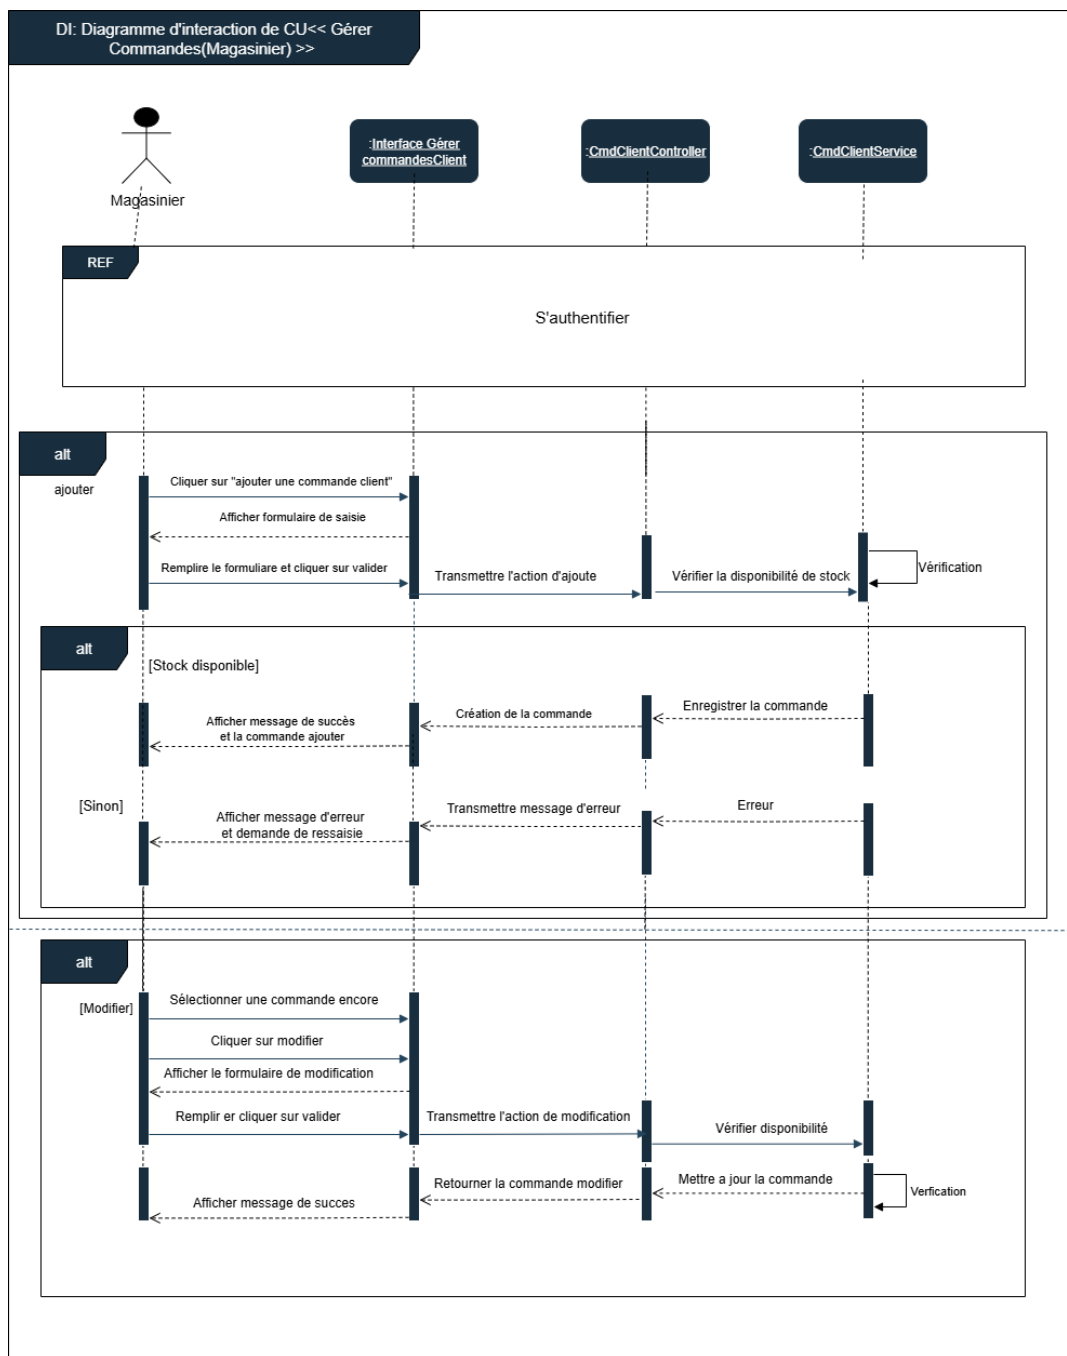 DI: Diagramme d'interaction de CU<< Gérer
Commandes(Magasinier) >>
Magasinier
:Interface Gérer
commandesClient
:CmdClientController
:CmdClientService
REF
S'authentifier
alt
ajouter
Cliquer sur "ajouter une commande client"
Afficher formulaire de saisie
Remplire le formuliare et cliquer sur valider
Transmettre l'action d'ajoute
Vérifier la disponibilité de stock
Vérification
alt
[Stock disponible]
Enregistrer la commande
Création de la commande
Afficher message de succès
et la commande ajouter
[Sinon]
Erreur
Transmettre message d'erreur
Afficher message d'erreur
et demande de ressaisie
alt
[Modifier]
Sélectionner une commande encore
Cliquer sur modifier
Afficher le formulaire de modification
Remplir er cliquer sur valider
Transmettre l'action de modification
Vérifier disponibilité
Mettre a jour la commande
Verfication
Retourner la commande modifier
Afficher message de succes